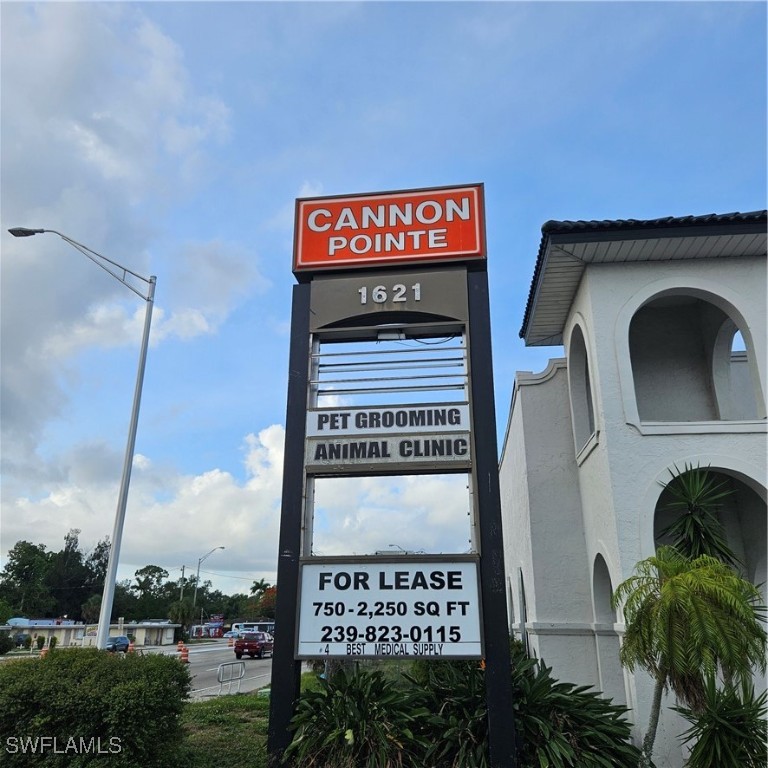 CANNON
POINTE
1621
PET GROOMING
ANIMAL CLINIC
FOR LEASE
750 - 2,250 SQ FT
239-823-0115
# 4 BEST MEDICAL SUPPLY
SWFLAMLS